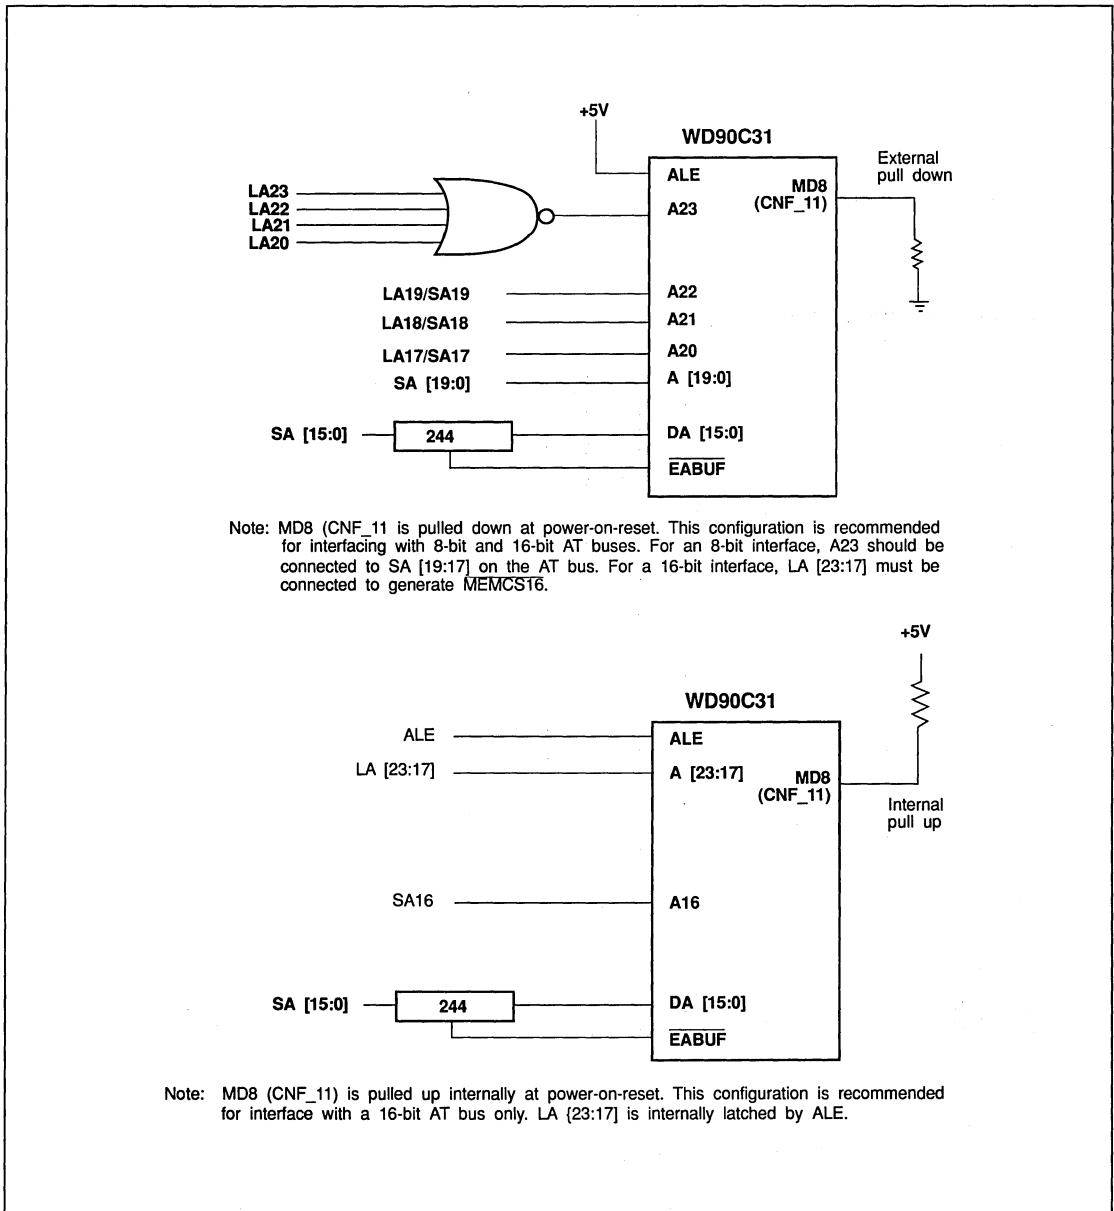 +5V
WD90C31
External
pull down
ALE
MD8
(CNF_11)
LA23
LA22
LA21
LA20
A23
LA19/SA19
A22
LA18/SA18
A21
LA17/SA17
A20
SA [19:0]
A [19:0]
SA [15:0]
244
DA [15:0]
EABUF
Note: MD8 (CNF_11 is pulled down at power-on-reset. This configuration is recommended
for interfacing with 8-bit and 16-bit AT buses. For an 8-bit interface, A23 should be
connected to SA [19:17] on the AT bus. For a 16-bit interface, LA [23:17] must be
connected to generate MEMCS16.
+5V
WD90C31
ALE
ALE
LA [23:17]
A [23:17]
MD8
(CNF_11)
Internal
pull up
SA16
A16
SA [15:0]
244
DA [15:0]
EABUF
Note: MD8 (CNF_11) is pulled up internally at power-on-reset. This configuration is recommended
for interface with a 16-bit AT bus only. LA {23:17] is internally latched by ALE.